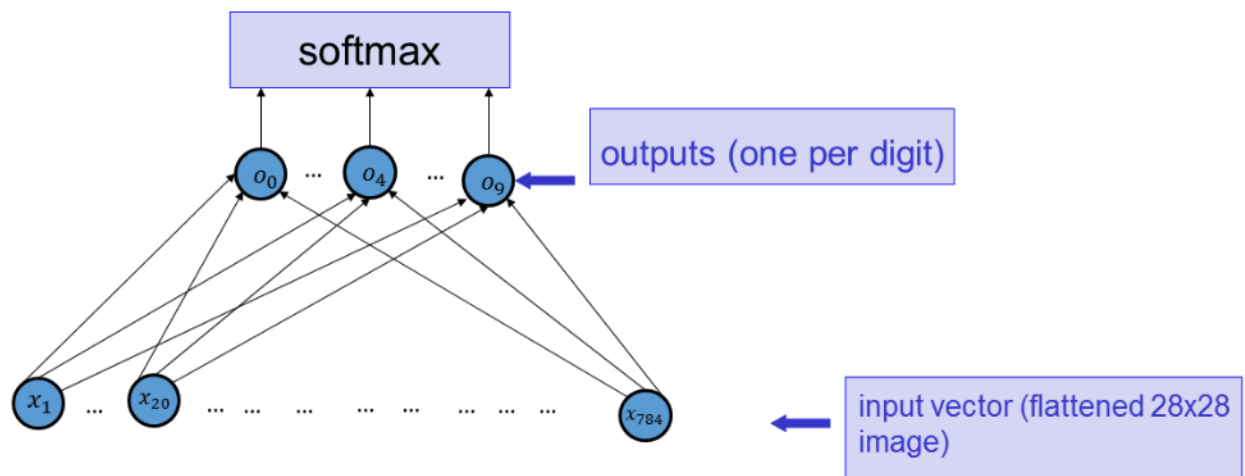 softmax
outputs (one per digit)
o₀ ... o₄ ... o₉
x₁ ... x₂₀ ... ... ... ... ... ... ... ... x₇₈₄
input vector (flattened 28x28
image)